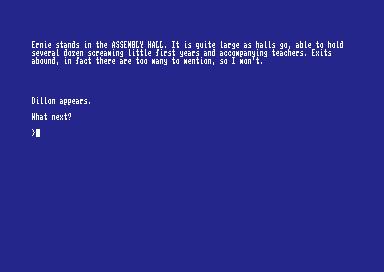 Ernie stands in the ASSEMBLY HALL. It is quite large as halls go, able to hold
several dozen screaming little first years and accompanying teachers. Exits
abound, in fact there are too many to mention, so I won't.
Dillon appears.
What next?
>